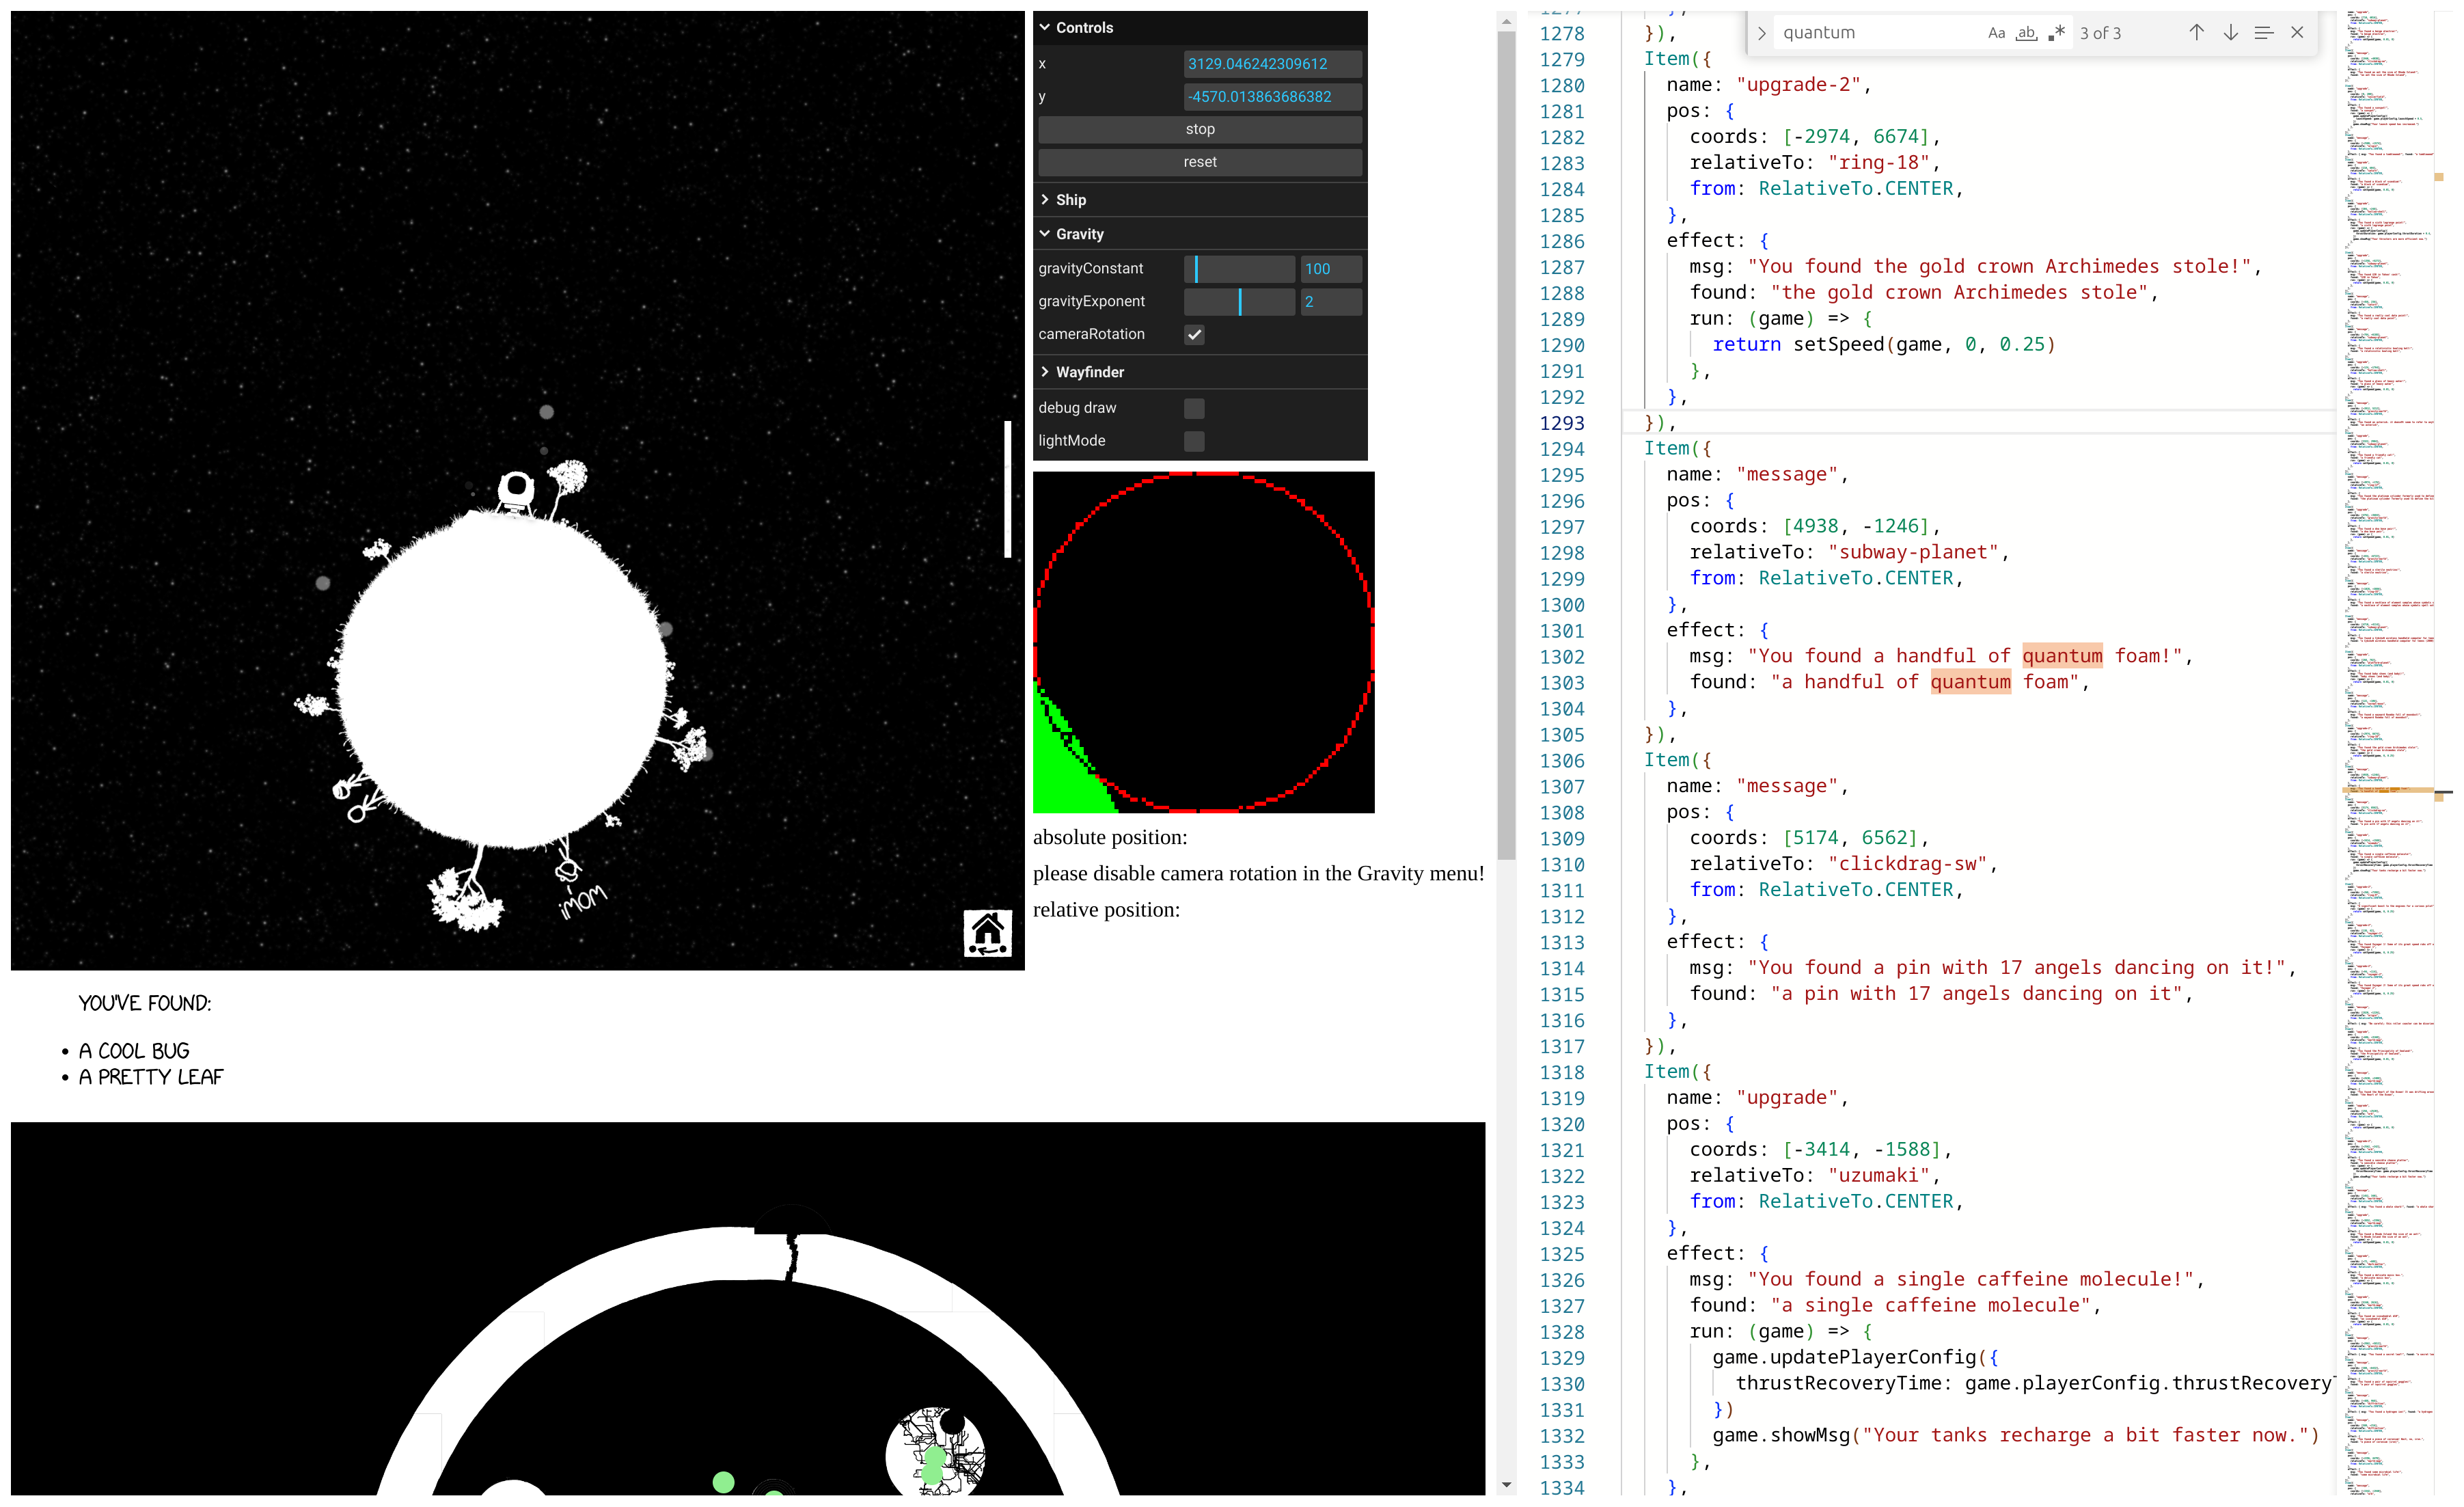 iMOM
YOU'VE FOUND:
• A COOL BUG
• A PRETTY LEAF
Controls
x 3129.046242309612
y -4570.013863686382
stop
reset
Ship
Gravity
gravityConstant 100
gravityExponent 2
cameraRotation
Wayfinder
debug draw
lightMode
absolute position:
please disable camera rotation in the Gravity menu!
relative position:
quantum Aa ab .* 3 of 3
1278 }),
1279 Item({
1280 name: "upgrade-2",
1281 pos: {
1282 coords: [-2974, 6674],
1283 relativeTo: "ring-18",
1284 from: RelativeTo.CENTER,
1285 },
1286 effect: {
1287 msg: "You found the gold crown Archimedes stole!",
1288 found: "the gold crown Archimedes stole",
1289 run: (game) => {
1290 return setSpeed(game, 0, 0.25)
1291 },
1292 },
1293 }),
1294 Item({
1295 name: "message",
1296 pos: {
1297 coords: [4938, -1246],
1298 relativeTo: "subway-planet",
1299 from: RelativeTo.CENTER,
1300 },
1301 effect: {
1302 msg: "You found a handful of quantum foam!",
1303 found: "a handful of quantum foam",
1304 },
1305 }),
1306 Item({
1307 name: "message",
1308 pos: {
1309 coords: [5174, 6562],
1310 relativeTo: "clickdrag-sw",
1311 from: RelativeTo.CENTER,
1312 },
1313 effect: {
1314 msg: "You found a pin with 17 angels dancing on it!",
1315 found: "a pin with 17 angels dancing on it",
1316 },
1317 }),
1318 Item({
1319 name: "upgrade",
1320 pos: {
1321 coords: [-3414, -1588],
1322 relativeTo: "uzumaki",
1323 from: RelativeTo.CENTER,
1324 },
1325 effect: {
1326 msg: "You found a single caffeine molecule!",
1327 found: "a single caffeine molecule",
1328 run: (game) => {
1329 game.updatePlayerConfig({
1330 thrustRecoveryTime: game.playerConfig.thrustRecovery
1331 })
1332 game.showMsg("Your tanks recharge a bit faster now.")
1333 },
1334 },